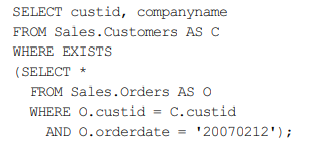 SELECT custid, companyname
FROM Sales.Customers AS C
WHERE EXISTS
(SELECT *
FROM Sales.Orders AS O
WHERE O.custid = C.custid
AND O.orderdate = '20070212');